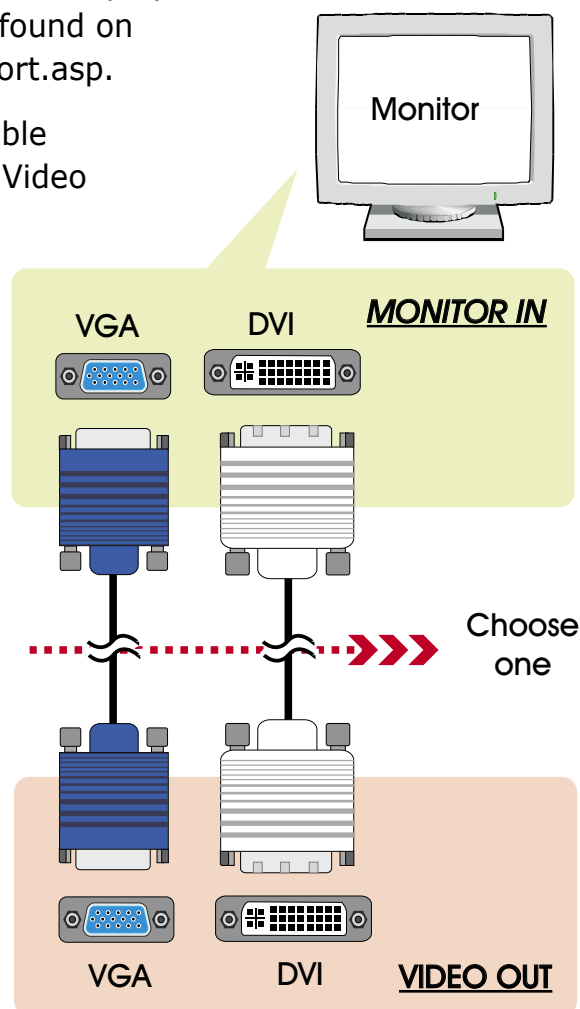 found on
ort.asp.
ble
Video
Monitor
MONITOR IN
VGA DVI
Choose
one
VGA DVI
VIDEO OUT